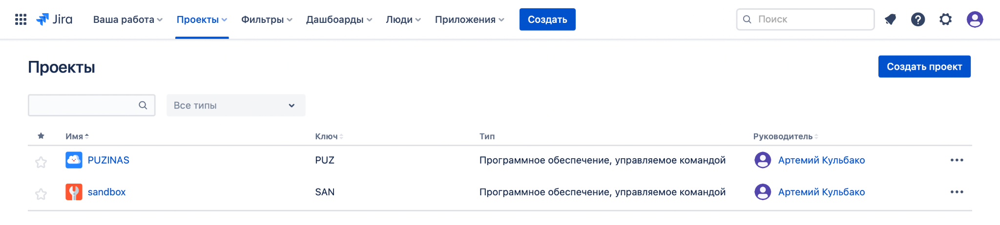 Jira Ваша работа Проекты Фильтры Дашбоарды Люди Приложения Создать Поиск
Проекты Создать проект
Все типы
Имя Ключ Тип Руководитель
PUZINAS PUZ Программное обеспечение, управляемое командой Артемий Кульбако
sandbox SAN Программное обеспечение, управляемое командой Артемий Кульбако